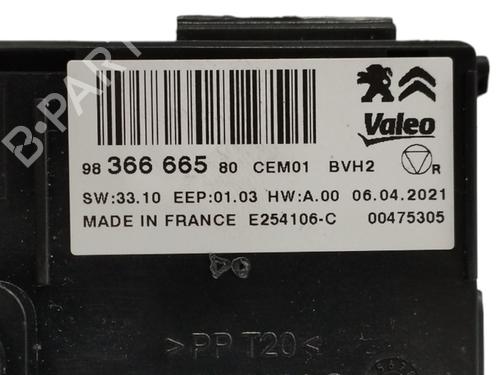 B-PARTS
Valeo
98 366 665 80 CEM01 BVH2
R
SW:33.10 EEP:01.03 HW:A.00 06.04.2021
MADE IN FRANCE E254106-C 00475305
>PP T20<